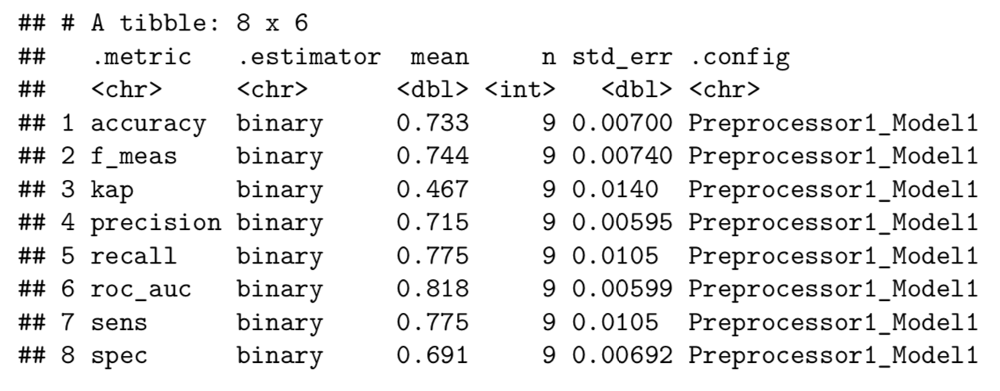 ## # A tibble: 8 x 6
##   .metric   .estimator  mean     n std_err .config
##   <chr>     <chr>      <dbl> <int>   <dbl> <chr>
## 1 accuracy  binary     0.733     9 0.00700 Preprocessor1_Model1
## 2 f_meas    binary     0.744     9 0.00740 Preprocessor1_Model1
## 3 kap       binary     0.467     9 0.0140  Preprocessor1_Model1
## 4 precision binary     0.715     9 0.00595 Preprocessor1_Model1
## 5 recall    binary     0.775     9 0.0105  Preprocessor1_Model1
## 6 roc_auc   binary     0.818     9 0.00599 Preprocessor1_Model1
## 7 sens      binary     0.775     9 0.0105  Preprocessor1_Model1
## 8 spec      binary     0.691     9 0.00692 Preprocessor1_Model1